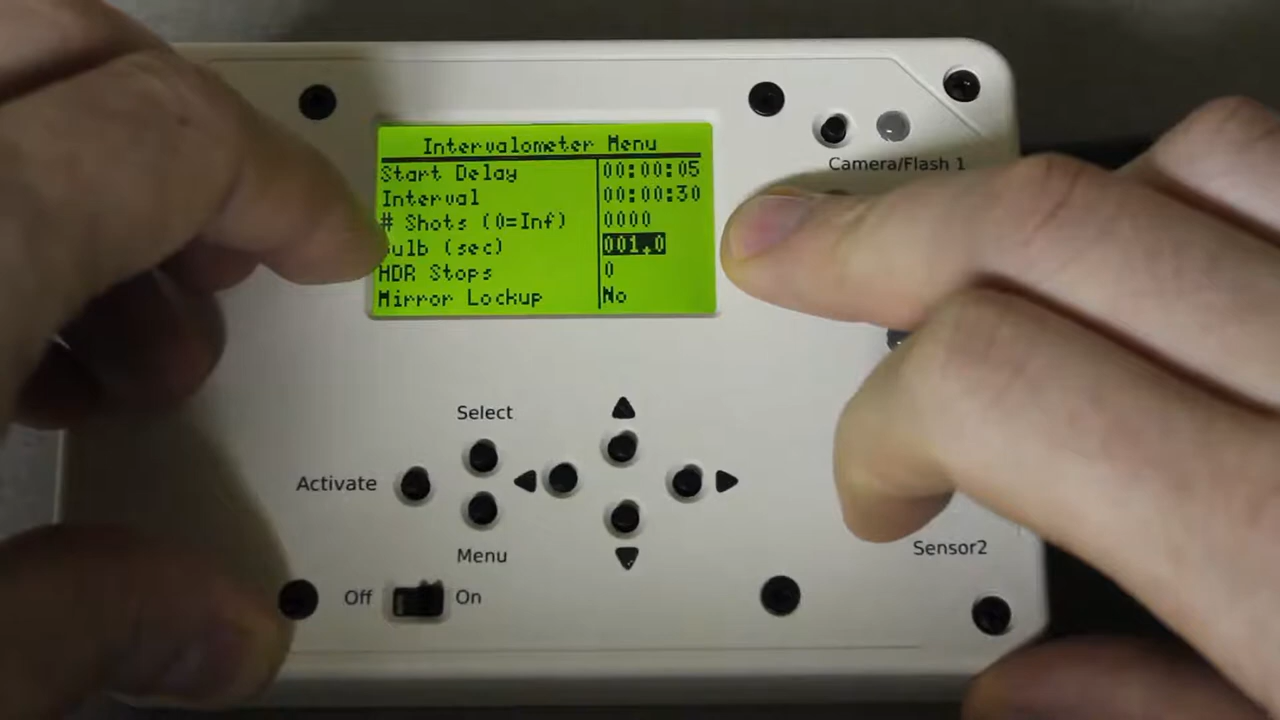 Intervalometer Menu
Start Delay 00:00:05
Interval 00:00:30
# Shots (0=Inf) 0000
ulb (sec) 001.0
HDR Stops 0
Mirror Lockup No
Camera/Flash 1
Select
Activate
Menu
Sensor2
Off On